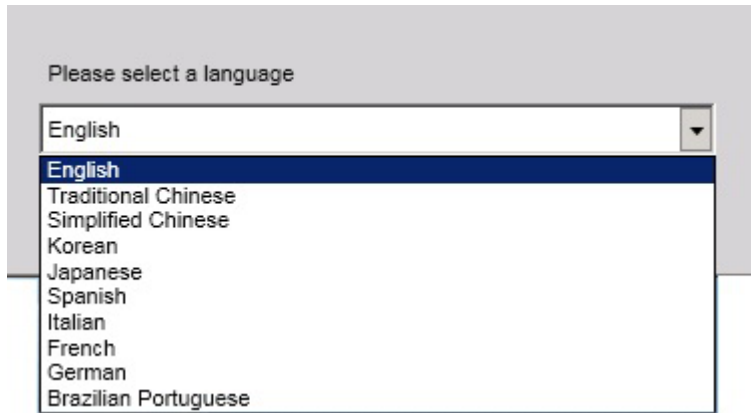 Please select a language
English
English
Traditional Chinese
Simplified Chinese
Korean
Japanese
Spanish
Italian
French
German
Brazilian Portuguese